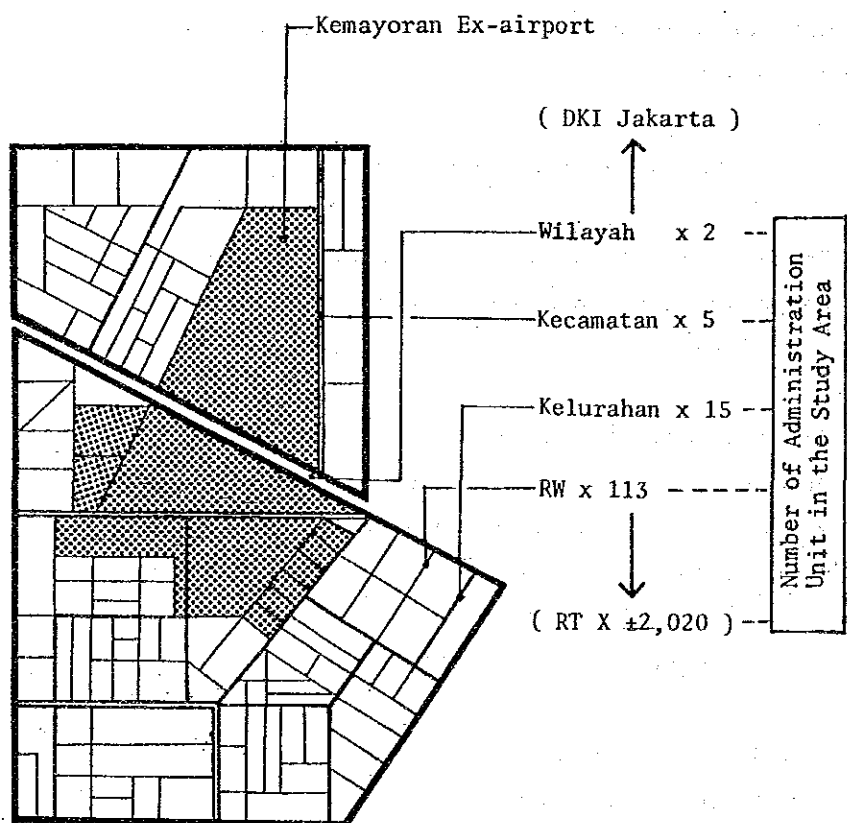 Kemayoran Ex-airport
( DKI Jakarta )
Wilayah x 2
Kecamatan x 5
Kelurahan x 15
RW x 113
( RT X ±2,020 )
Number of Administration
Unit in the Study Area